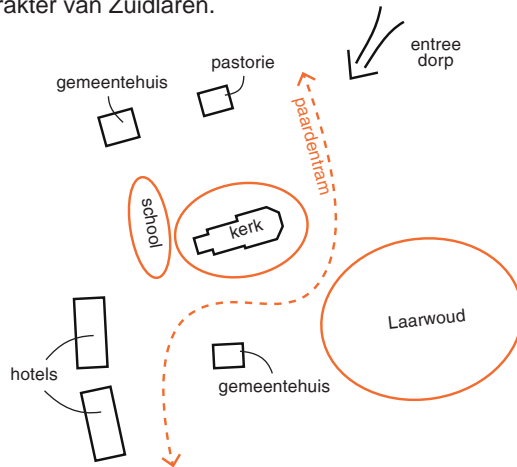 rakter van Zuidlaren.
entree
dorp
pastorie
gemeentehuis
paardentram
school
kerk
Laarwoud
hotels
gemeentehuis